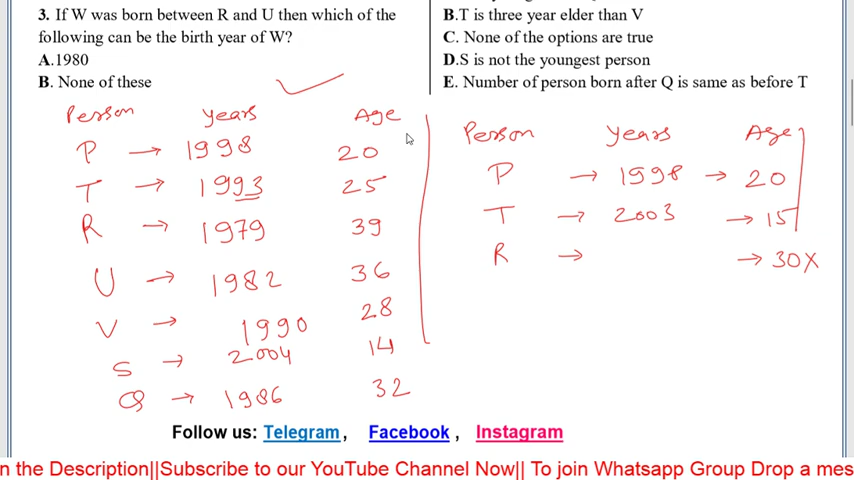 3. If W was born between R and U then which of the
following can be the birth year of W?
A.1980
B. None of these
B.T is three year elder than V
C. None of the options are true
D.S is not the youngest person
E. Number of person born after Q is same as before T
Person Years Age
P → 1998 20
T → 1993 25
R → 1979 39
U → 1982 36
V → 1990 28
S → 2004 14
Q → 1986 32
Person Years Age
P → 1998 → 20
T → 2003 → 15
R → → 30X
Follow us: Telegram, Facebook, Instagram
n the Description||Subscribe to our YouTube Channel Now|| To join Whatsapp Group Drop a mes